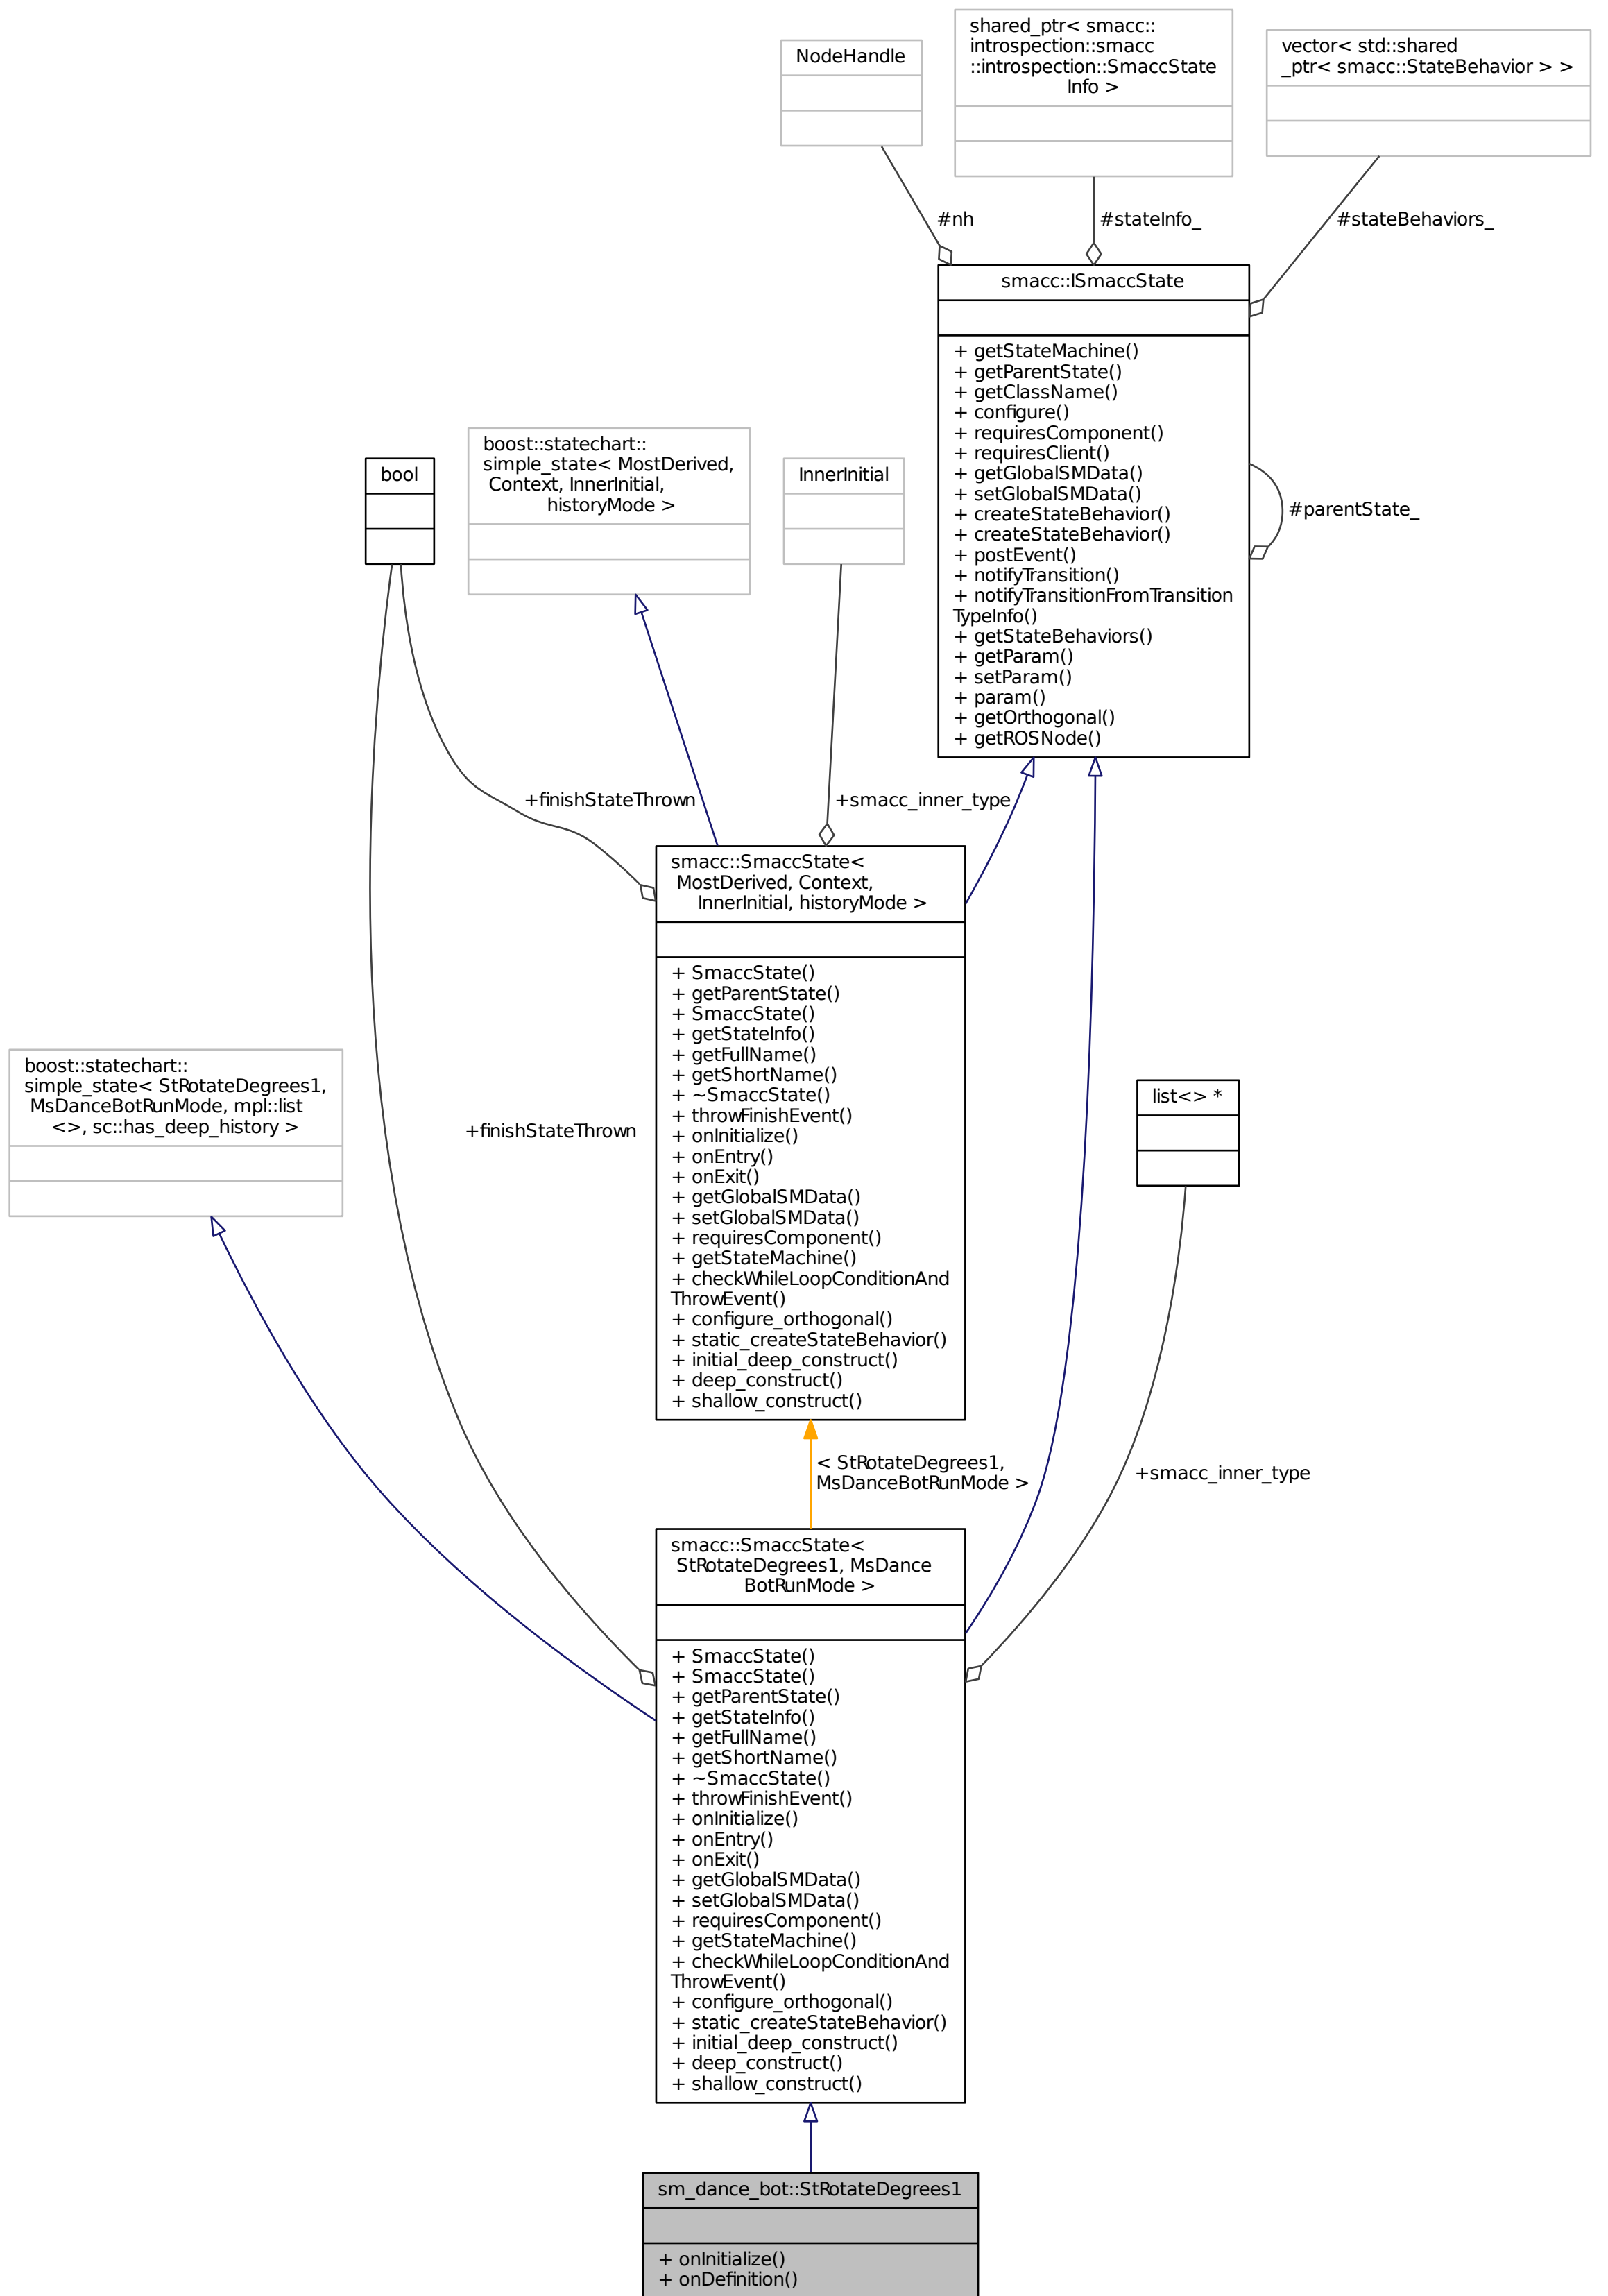 shared_ptr< smacc::
introspection::smacc
::introspection::SmaccState
Info >
vector< std::shared
_ptr< smacc::StateBehavior > >
NodeHandle
#nh
#stateInfo_
#stateBehaviors_
smacc::ISmaccState
+ getStateMachine()
+ getParentState()
+ getClassName()
+ configure()
+ requiresComponent()
+ requiresClient()
+ getGlobalSMData()
+ setGlobalSMData()
+ createStateBehavior()
+ createStateBehavior()
+ postEvent()
+ notifyTransition()
+ notifyTransitionFromTransition
TypeInfo()
+ getStateBehaviors()
+ getParam()
+ setParam()
+ param()
+ getOrthogonal()
+ getROSNode()
#parentState_
bool
boost::statechart::
simple_state< MostDerived,
Context, InnerInitial,
historyMode >
InnerInitial
+finishStateThrown
+smacc_inner_type
smacc::SmaccState<
MostDerived, Context,
InnerInitial, historyMode >
+ SmaccState()
+ getParentState()
+ SmaccState()
+ getStateInfo()
+ getFullName()
+ getShortName()
+ ~SmaccState()
+ throwFinishEvent()
+ onInitialize()
+ onEntry()
+ onExit()
+ getGlobalSMData()
+ setGlobalSMData()
+ requiresComponent()
+ getStateMachine()
+ checkWhileLoopConditionAnd
ThrowEvent()
+ configure_orthogonal()
+ static_createStateBehavior()
+ initial_deep_construct()
+ deep_construct()
+ shallow_construct()
boost::statechart::
simple_state< StRotateDegrees1,
MsDanceBotRunMode, mpl::list
<>, sc::has_deep_history >
+finishStateThrown
list<> *
< StRotateDegrees1,
MsDanceBotRunMode >
+smacc_inner_type
smacc::SmaccState<
StRotateDegrees1, MsDance
BotRunMode >
+ SmaccState()
+ SmaccState()
+ getParentState()
+ getStateInfo()
+ getFullName()
+ getShortName()
+ ~SmaccState()
+ throwFinishEvent()
+ onInitialize()
+ onEntry()
+ onExit()
+ getGlobalSMData()
+ setGlobalSMData()
+ requiresComponent()
+ getStateMachine()
+ checkWhileLoopConditionAnd
ThrowEvent()
+ configure_orthogonal()
+ static_createStateBehavior()
+ initial_deep_construct()
+ deep_construct()
+ shallow_construct()
sm_dance_bot::StRotateDegrees1
+ onInitialize()
+ onDefinition()